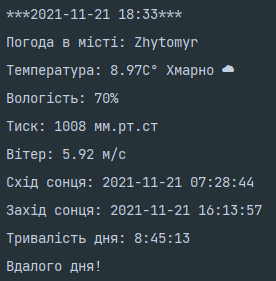 ***2021-11-21 18:33***
Погода в місті: Zhytomyr
Температура: 8.97C° Хмарно ☁
Вологість: 70%
Тиск: 1008 мм.рт.ст
Вітер: 5.92 м/с
Схід сонця: 2021-11-21 07:28:44
Захід сонця: 2021-11-21 16:13:57
Тривалість дня: 8:45:13
Вдалого дня!